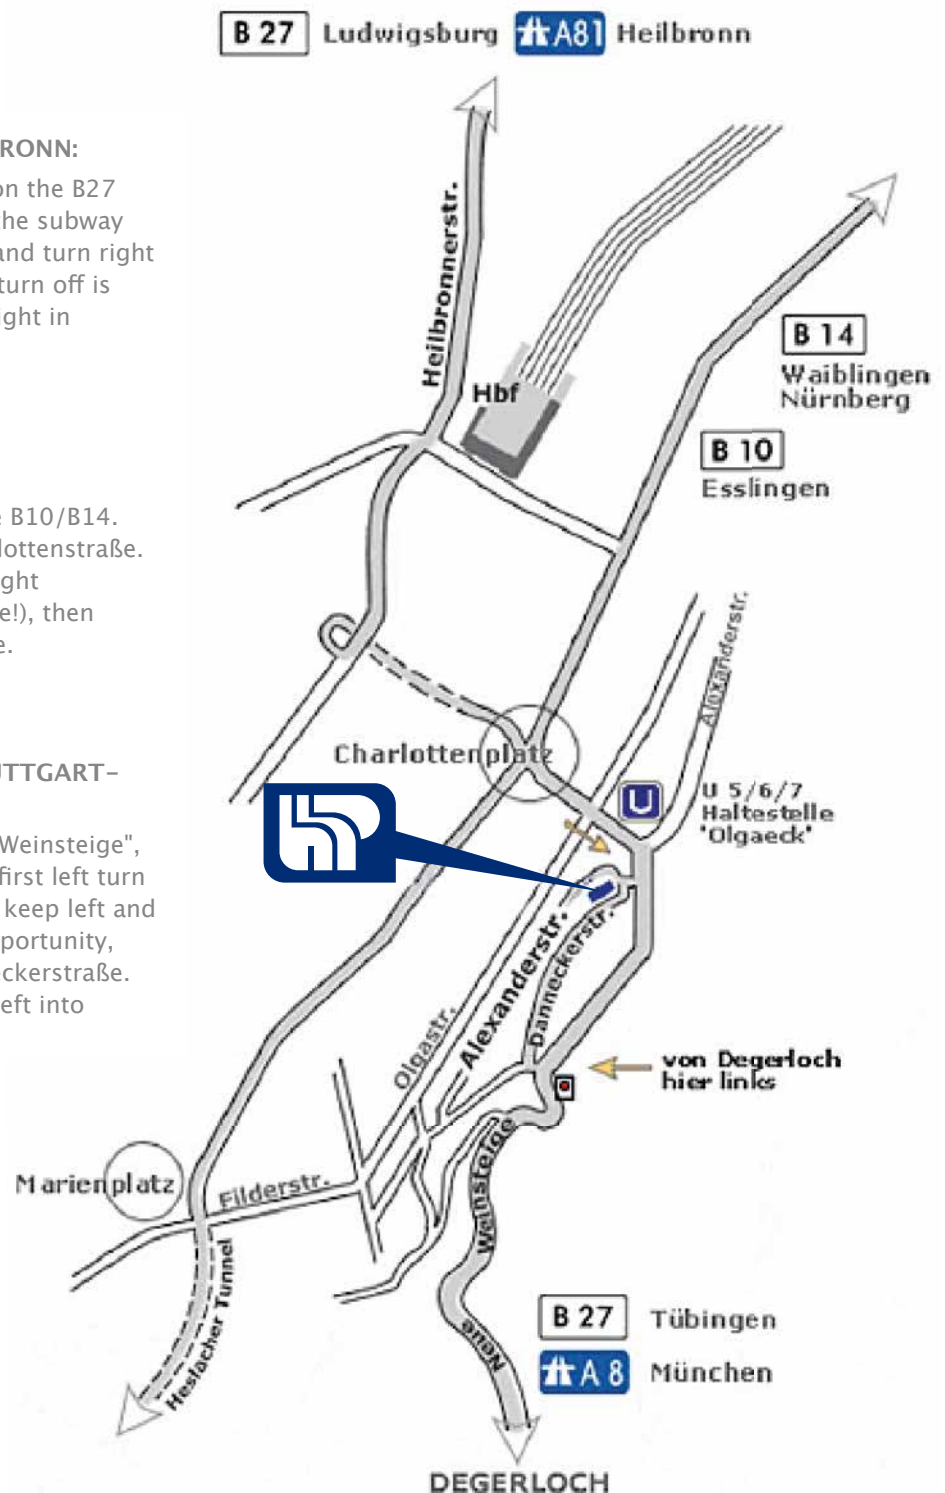 B 27 Ludwigsburg A81 Heilbronn
RONN:
on the B27
the subway
and turn right
turn off is
ight in
e B10/B14.
lottenstraße.
ght
e!), then
e.
UTTGART-
Weinsteige",
first left turn
keep left and
portunity,
eckerstraße.
eft into
Heilbronnerstr.
Hbf
B 14
Waiblingen
Nürnberg
B 10
Esslingen
Alexanderstr.
Charlottenplatz
U
U 5/6/7
Haltestelle
'Olgaeck'
Alexanderstr.
Danneckerstr.
Olgastr.
von Degerloch
hier links
Marienplatz
Filderstr.
Heslacher Tunnel
Neue Weinsteige
B 27 Tübingen
A 8 München
DEGERLOCH